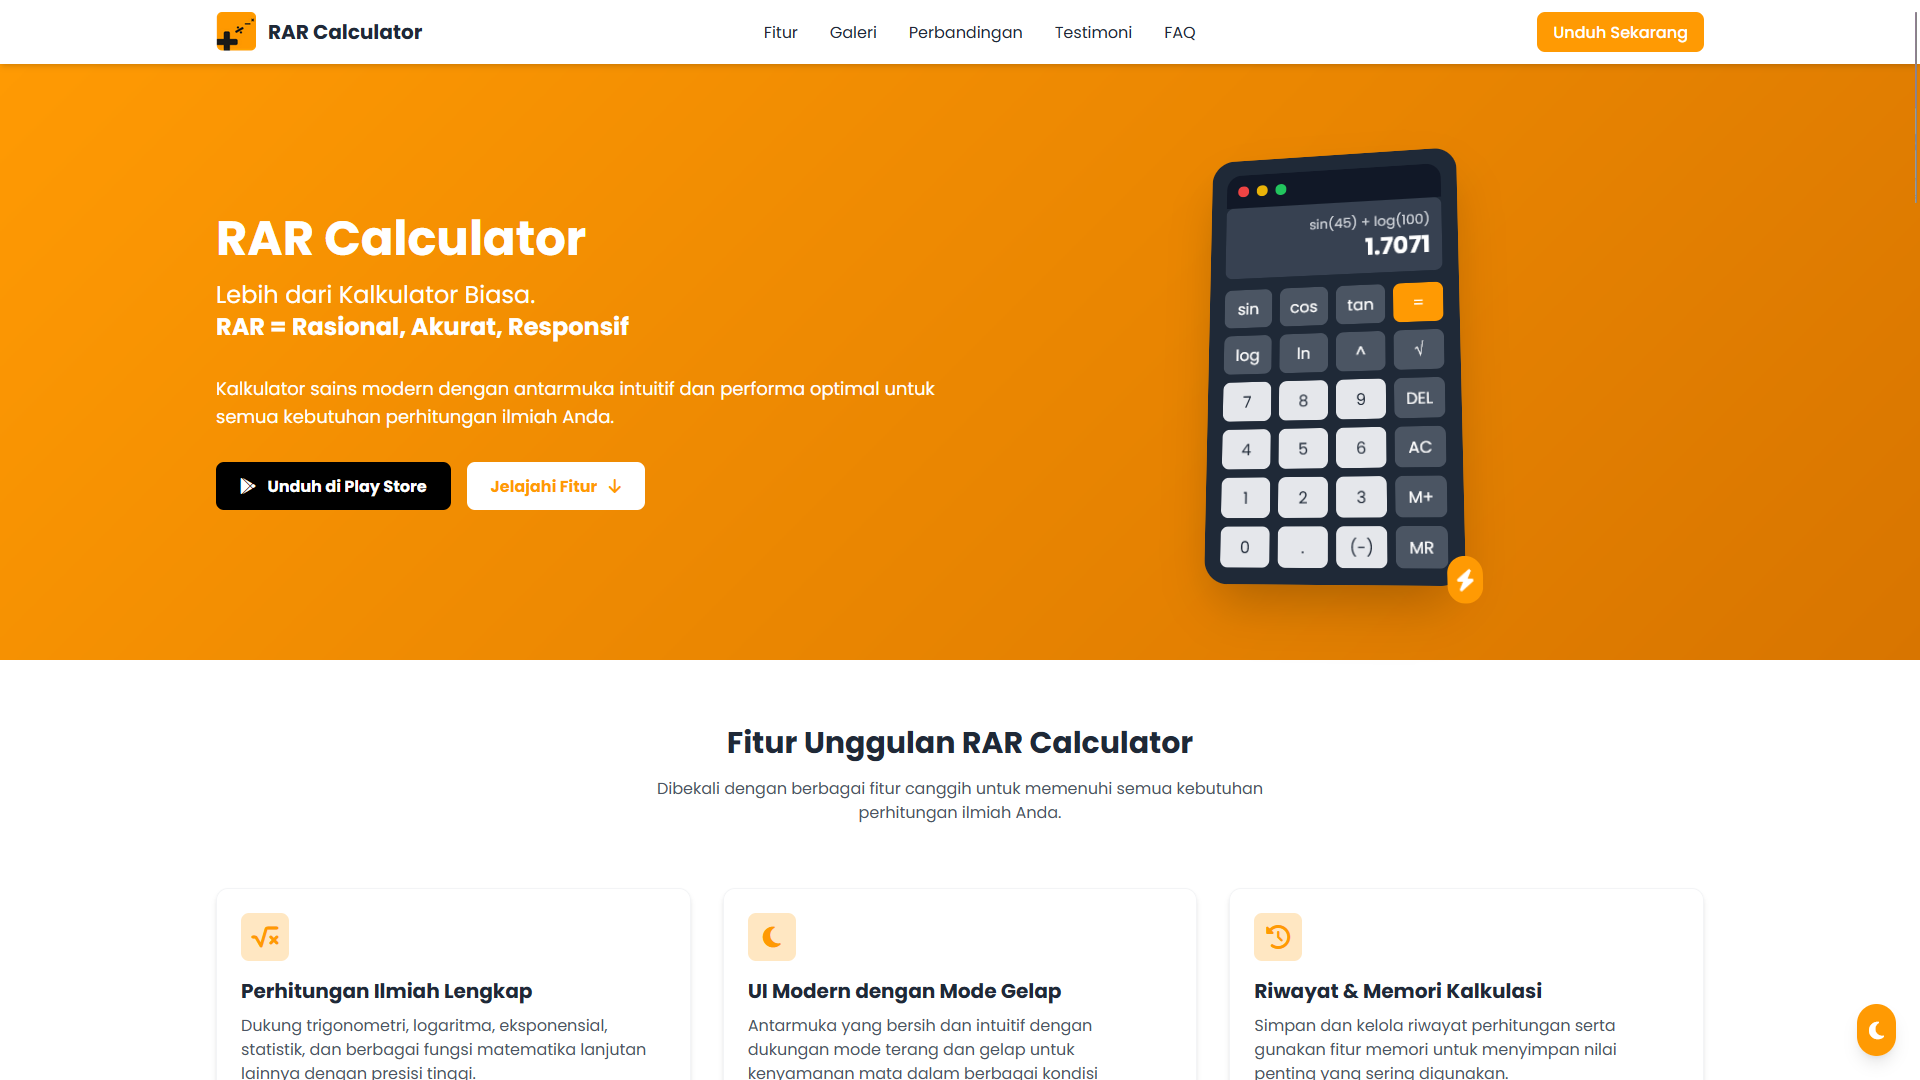 RAR Calculator
Fitur
Galeri
Perbandingan
Testimoni
FAQ
Unduh Sekarang
RAR Calculator
Lebih dari Kalkulator Biasa.
RAR = Rasional, Akurat, Responsif
Kalkulator sains modern dengan antarmuka intuitif dan performa optimal untuk
semua kebutuhan perhitungan ilmiah Anda.
Unduh di Play Store
Jelajahi Fitur ↓
sin(45) + log(100)
1.7071
sin cos tan =
log ln ^ √
7 8 9 DEL
4 5 6 AC
1 2 3 M+
0 . (-) MR
Fitur Unggulan RAR Calculator
Dibekali dengan berbagai fitur canggih untuk memenuhi semua kebutuhan
perhitungan ilmiah Anda.
Perhitungan Ilmiah Lengkap
Dukung trigonometri, logaritma, eksponensial,
statistik, dan berbagai fungsi matematika lanjutan
lainnya dengan presisi tinggi.
UI Modern dengan Mode Gelap
Antarmuka yang bersih dan intuitif dengan
dukungan mode terang dan gelap untuk
kenyamanan mata dalam berbagai kondisi
Riwayat & Memori Kalkulasi
Simpan dan kelola riwayat perhitungan serta
gunakan fitur memori untuk menyimpan nilai
penting yang sering digunakan.